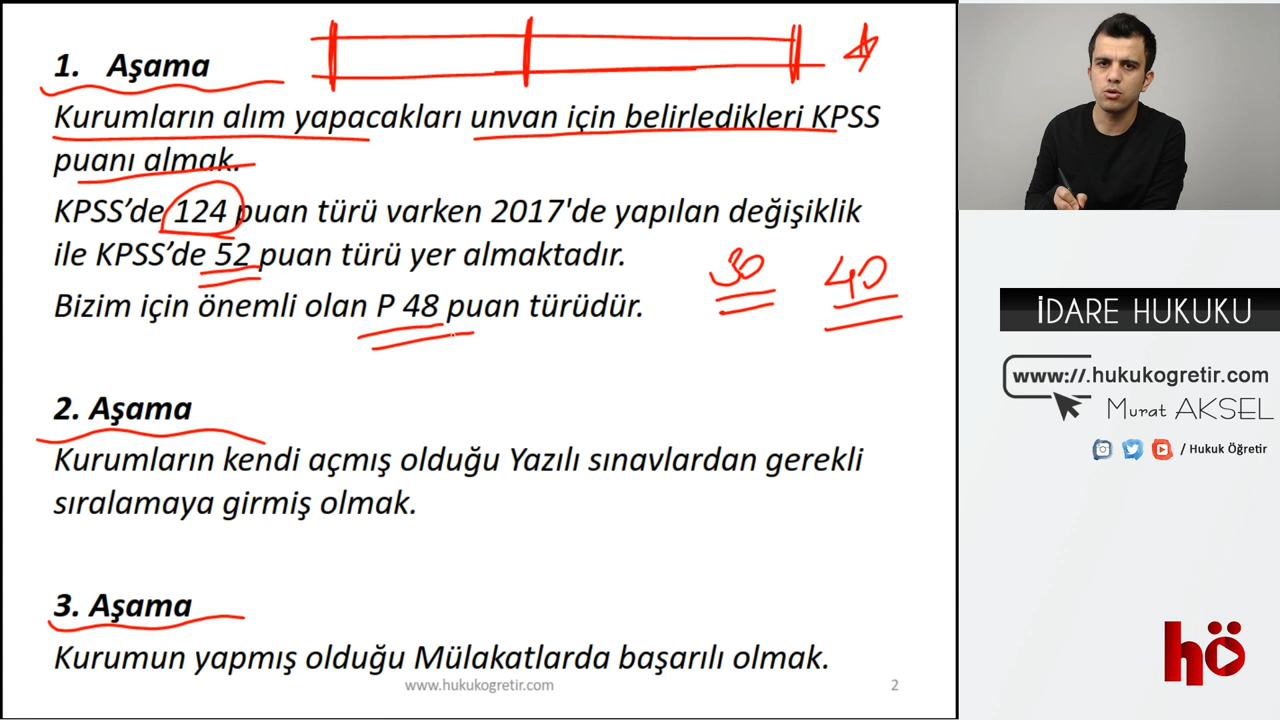 1. Aşama
Kurumların alım yapacakları unvan için belirledikleri KPSS
puanı almak.
KPSS’de 124 puan türü varken 2017'de yapılan değişiklik
ile KPSS’de 52 puan türü yer almaktadır.
30 40
Bizim için önemli olan P 48 puan türüdür.
2. Aşama
Kurumların kendi açmış olduğu Yazılı sınavlardan gerekli
sıralamaya girmiş olmak.
3. Aşama
Kurumun yapmış olduğu Mülakatlarda başarılı olmak.
www.hukukogretir.com
2
İDARE HUKUKU
www://.hukukogretir.com
Murat AKSEL
/ Hukuk Öğretir
hö